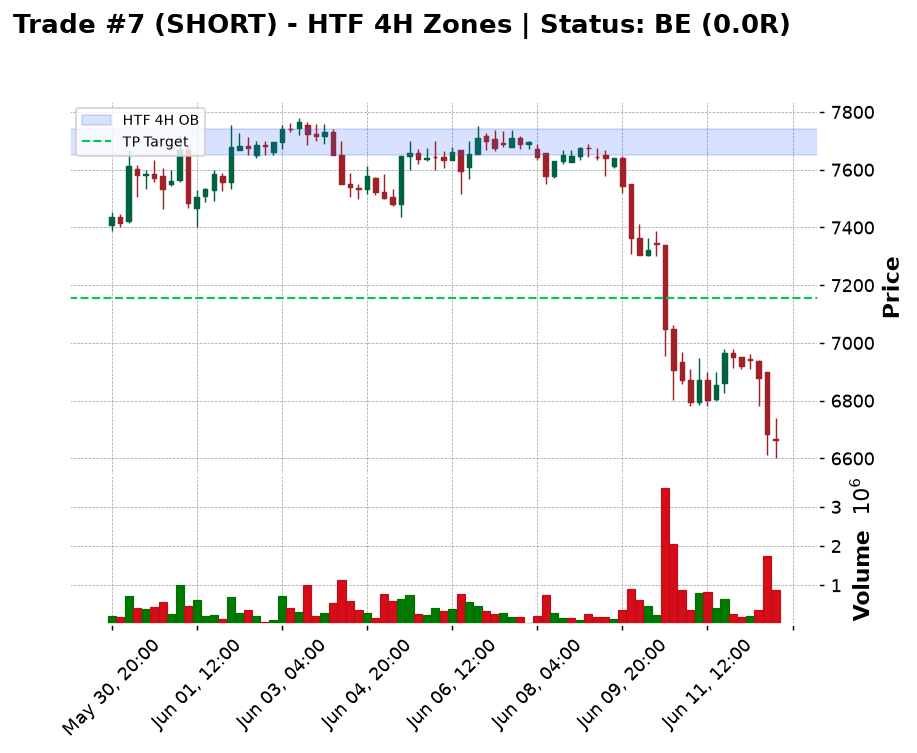 Trade #7 (SHORT) - HTF 4H Zones | Status: BE (0.0R)
HTF 4H OB
TP Target
7800
7600
7400
7200
7000
6800
6600
Price
3
2
1
Volume 10⁶
May 30, 20:00
Jun 01, 12:00
Jun 03, 04:00
Jun 04, 20:00
Jun 06, 12:00
Jun 08, 04:00
Jun 09, 20:00
Jun 11, 12:00